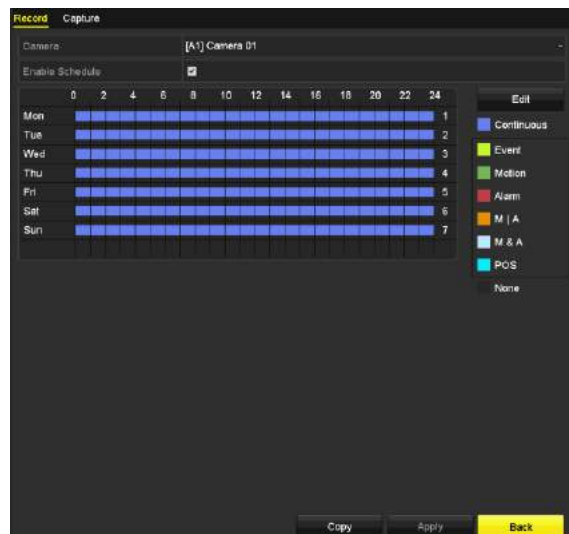 Record Capture
Camera [A1] Camera 01
Enable Schedule
0 2 4 6 8 10 12 14 16 18 20 22 24
Edit
Mon 1
Continuous
Tue 2
Wed 3
Event
Thu 4
Motion
Fri 5
Alarm
Sat 6
M | A
Sun 7
M & A
POS
None
Copy Apply Back